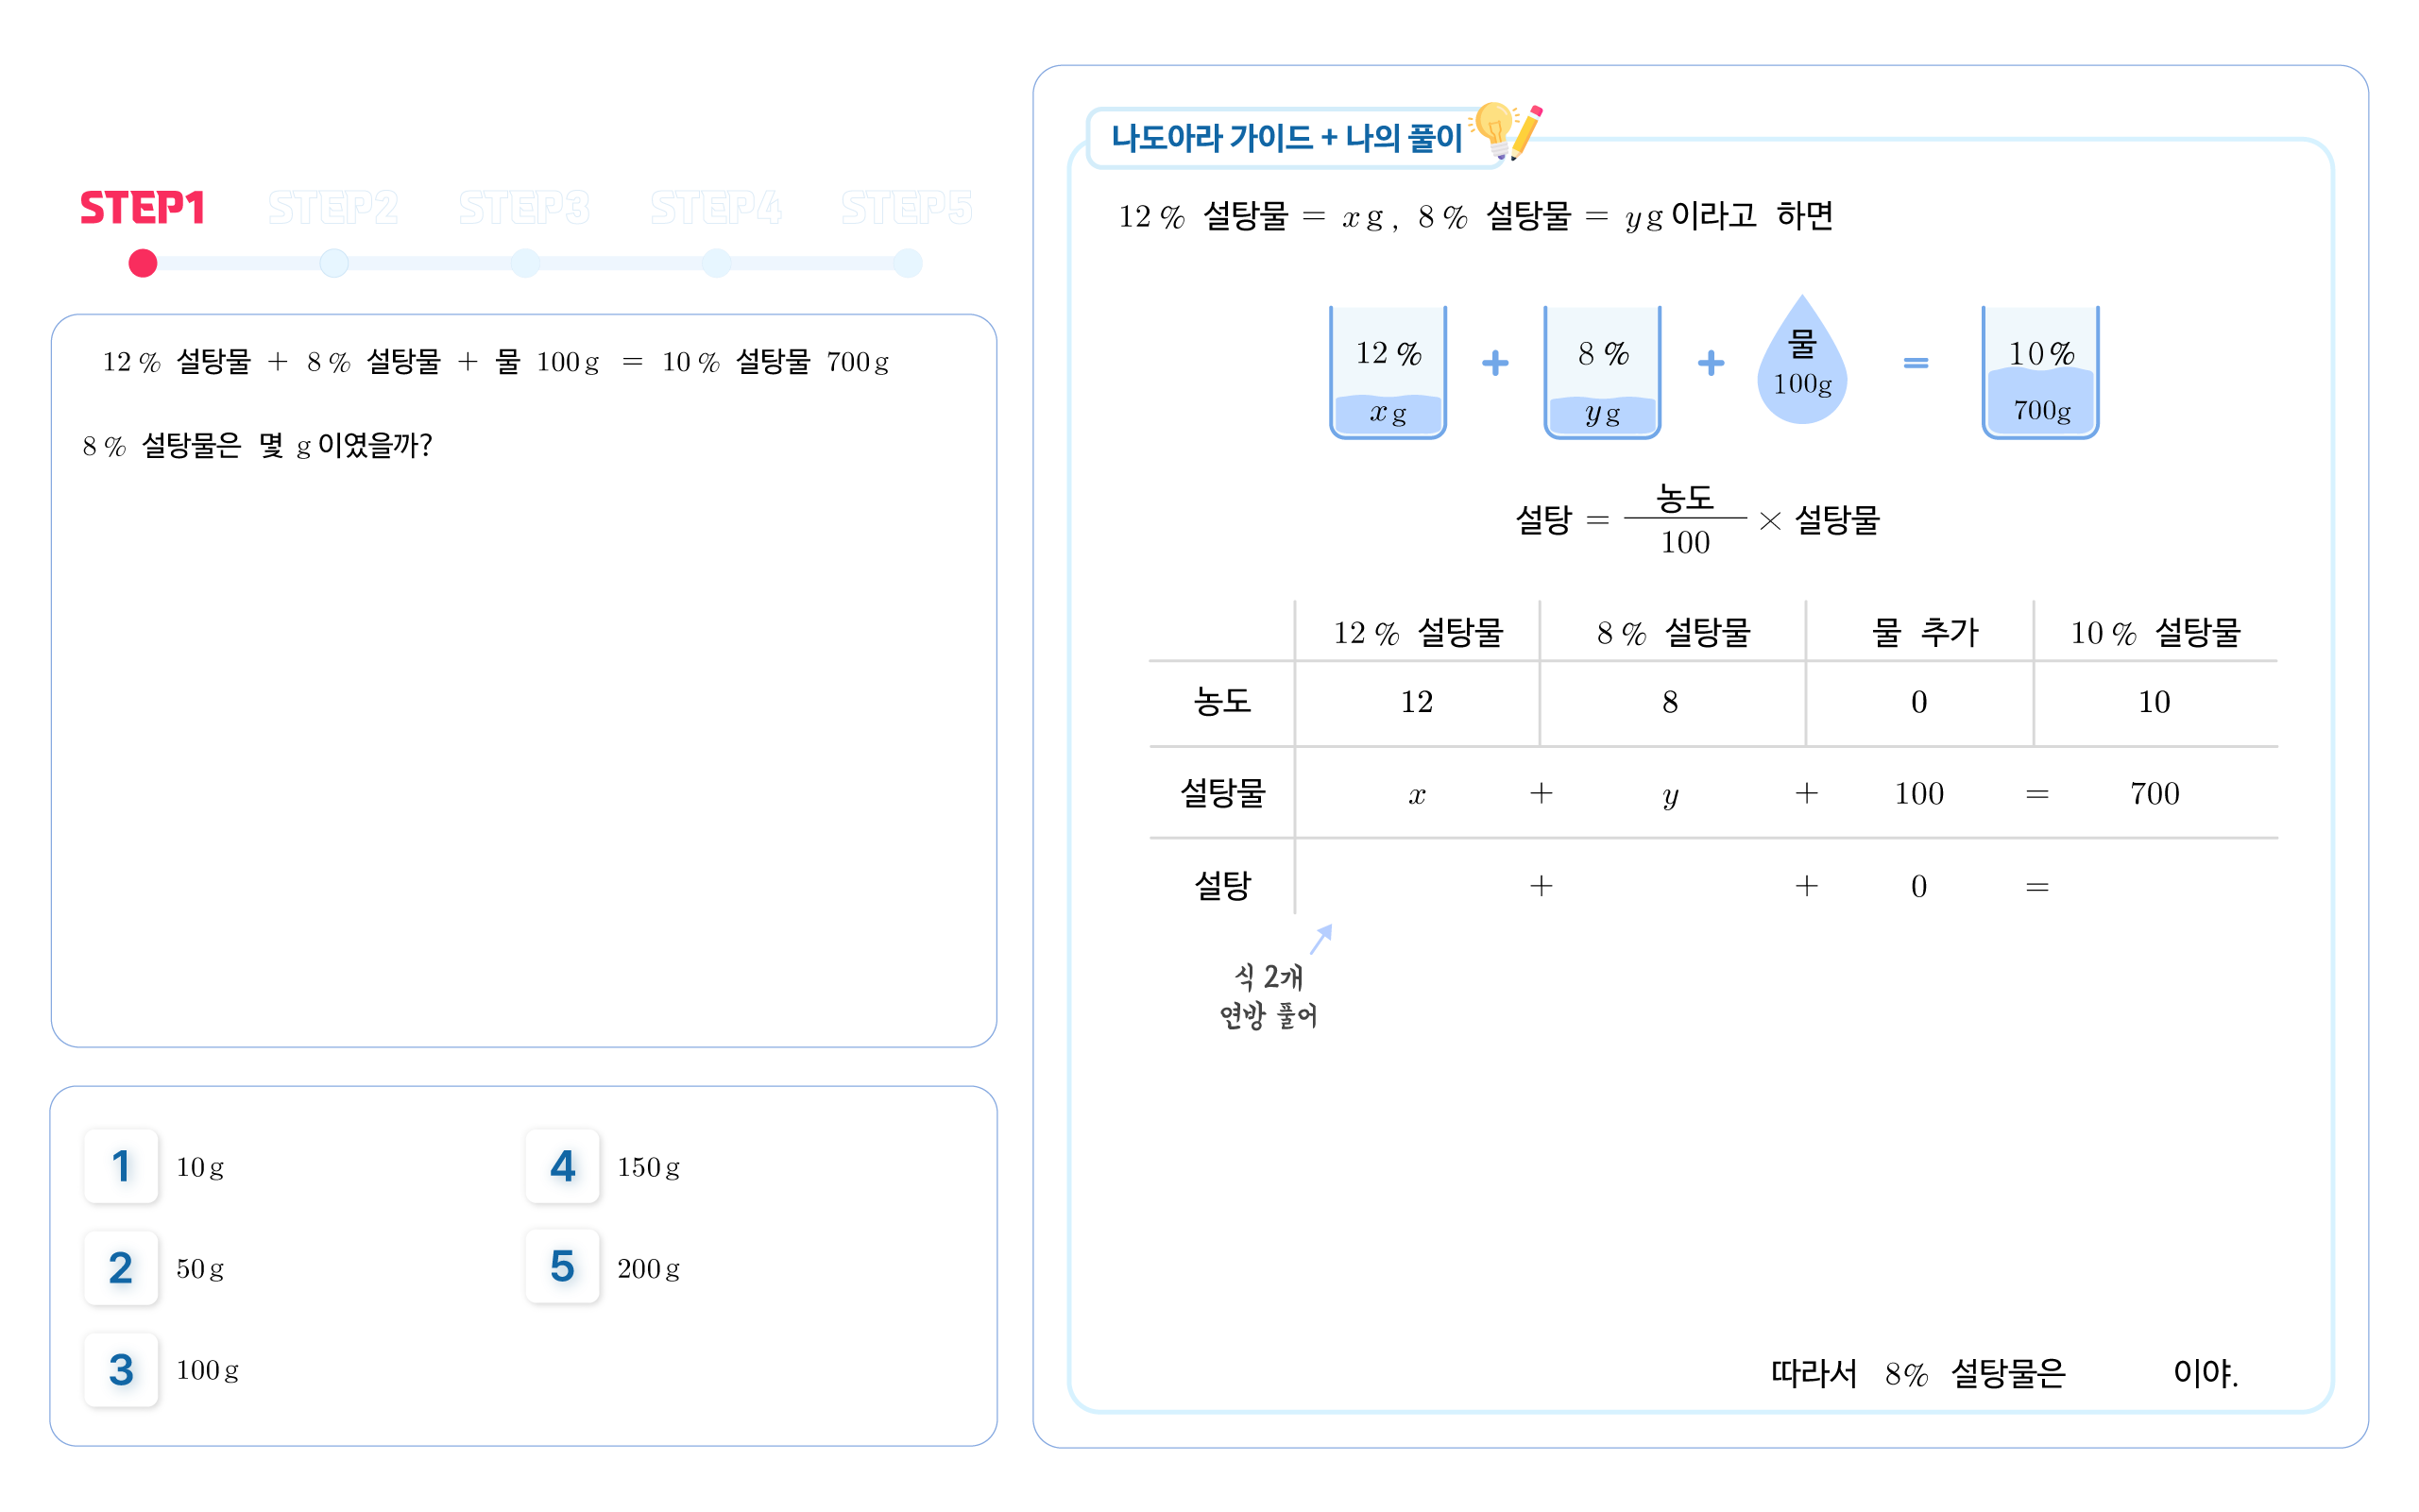 STEP1 STEP2 STEP3 STEP4 STEP5
12 % 설탕물 + 8 % 설탕물 + 물 100 g = 10 % 설탕물 700 g
8 % 설탕물은 몇 g 이였을까?
1 10 g
2 50 g
3 100 g
4 150 g
5 200 g
나도아라 가이드 + 나의 풀이
12 % 설탕물 = x g , 8 % 설탕물 = y g 이라고 하면
12 % + 8 % + 물 = 10 %
x g y g 100g 700g
설탕 = 농도/100 × 설탕물
12 % 설탕물 8 % 설탕물 물 추가 10 % 설탕물
농도 12 8 0 10
설탕물 x + y + 100 = 700
설탕 + + 0 =
식 2개
연방 풀어
따라서 8% 설탕물은 이야.